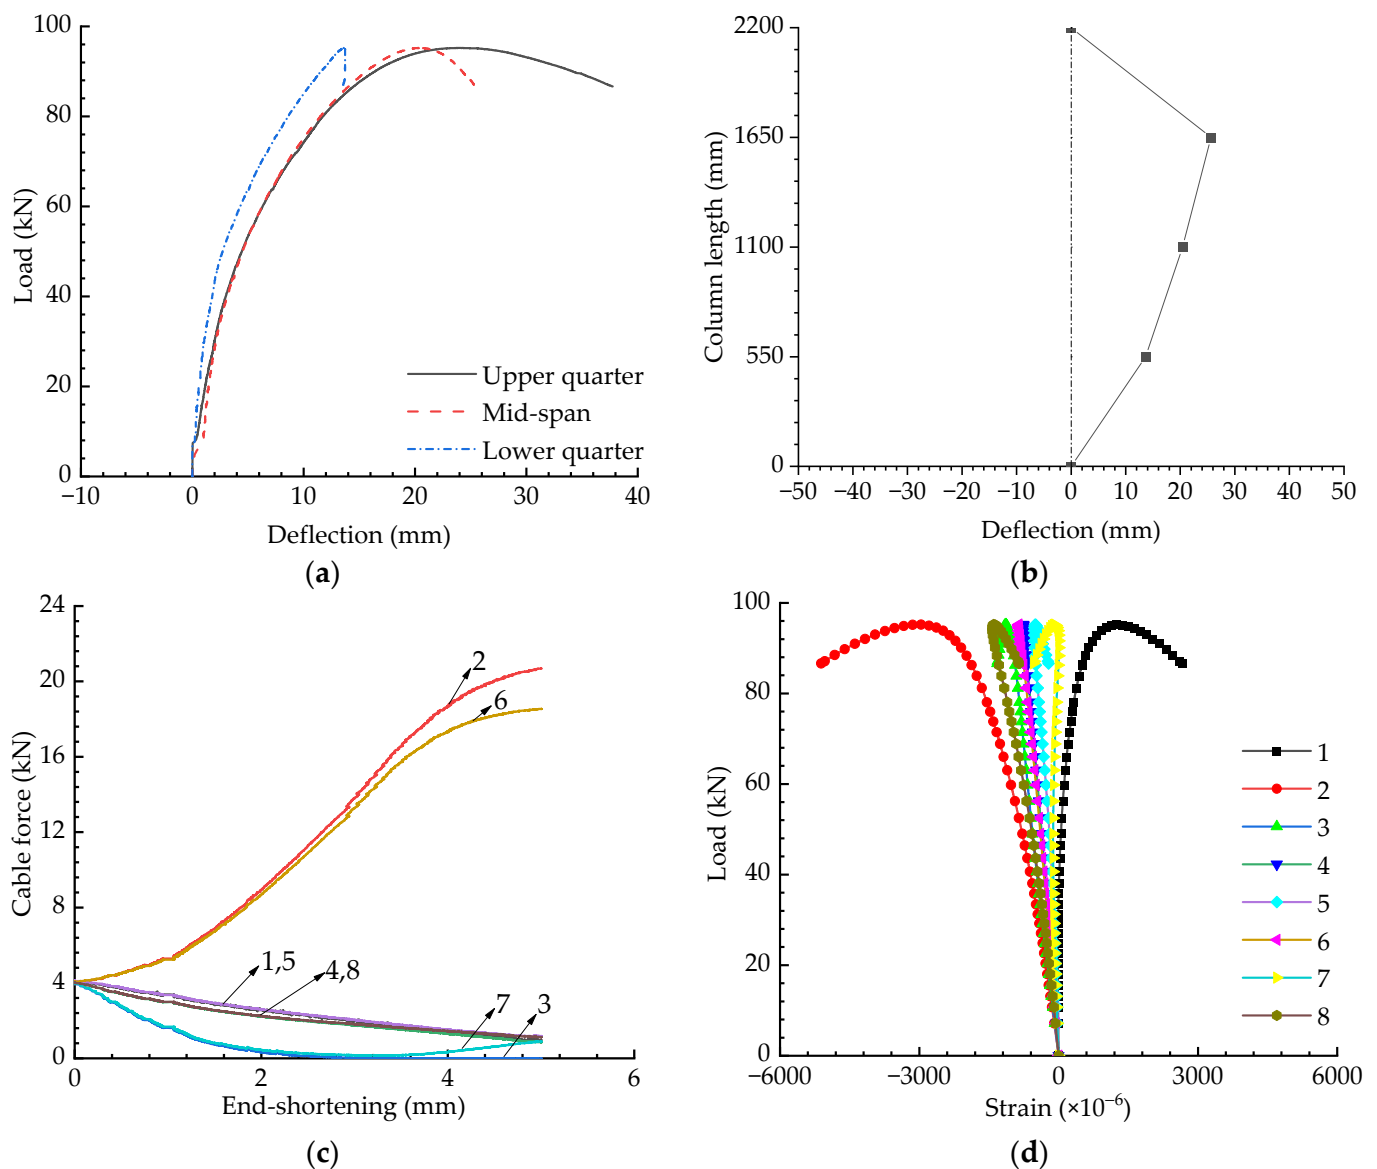 100
80
60
40
20
0
Load (kN)
Upper quarter
Mid-span
Lower quarter
−10 0 10 20 30 40
Deflection (mm)
(a)
2200
1650
1100
550
0
Column length (mm)
−50 −40 −30 −20 −10 0 10 20 30 40 50
Deflection (mm)
(b)
24
20
16
12
8
4
0
Cable force (kN)
2
6
1,5
4,8
7
3
0 2 4 6
End-shortening (mm)
(c)
100
80
60
40
20
0
Load (kN)
1
2
3
4
5
6
7
8
−6000 −3000 0 3000 6000
Strain (×10⁻⁶)
(d)